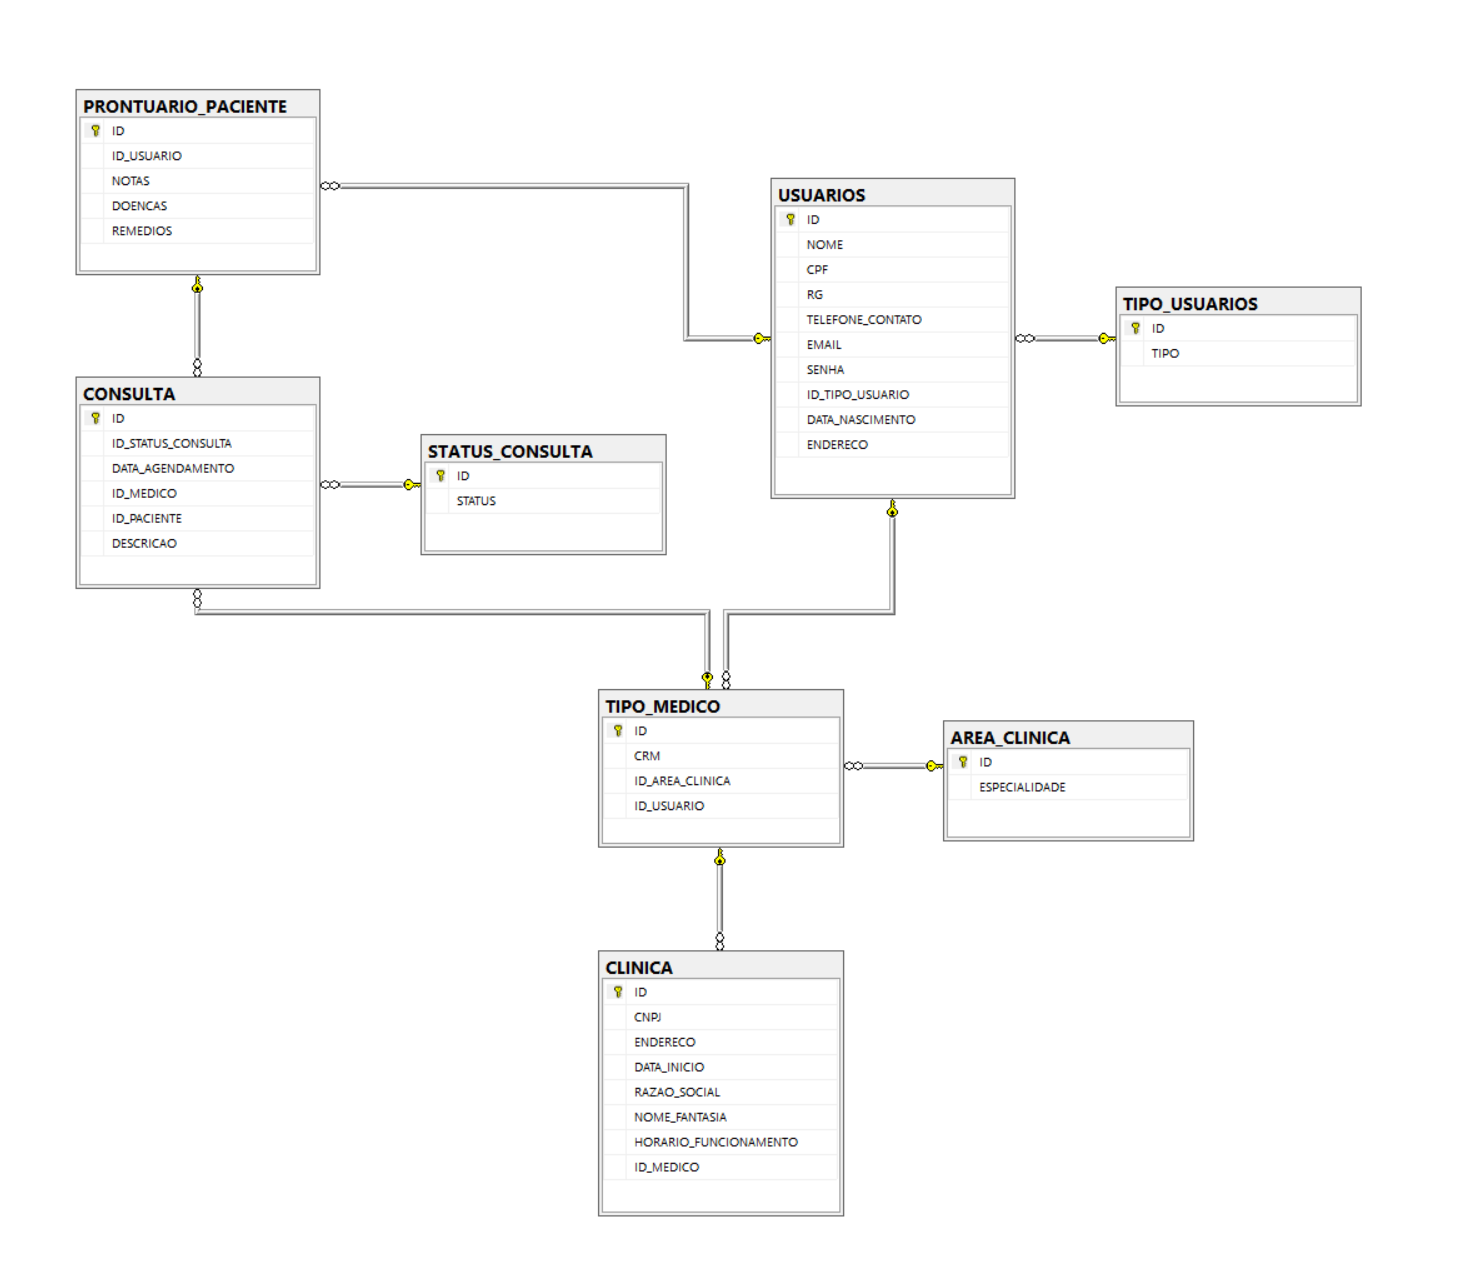 PRONTUARIO_PACIENTE
ID
ID_USUARIO
NOTAS
DOENCAS
REMEDIOS
USUARIOS
ID
NOME
CPF
RG
TELEFONE_CONTATO
EMAIL
SENHA
ID_TIPO_USUARIO
DATA_NASCIMENTO
ENDERECO
TIPO_USUARIOS
ID
TIPO
CONSULTA
ID
ID_STATUS_CONSULTA
DATA_AGENDAMENTO
ID_MEDICO
ID_PACIENTE
DESCRICAO
STATUS_CONSULTA
ID
STATUS
TIPO_MEDICO
ID
CRM
ID_AREA_CLINICA
ID_USUARIO
AREA_CLINICA
ID
ESPECIALIDADE
CLINICA
ID
CNPJ
ENDERECO
DATA_INICIO
RAZAO_SOCIAL
NOME_FANTASIA
HORARIO_FUNCIONAMENTO
ID_MEDICO